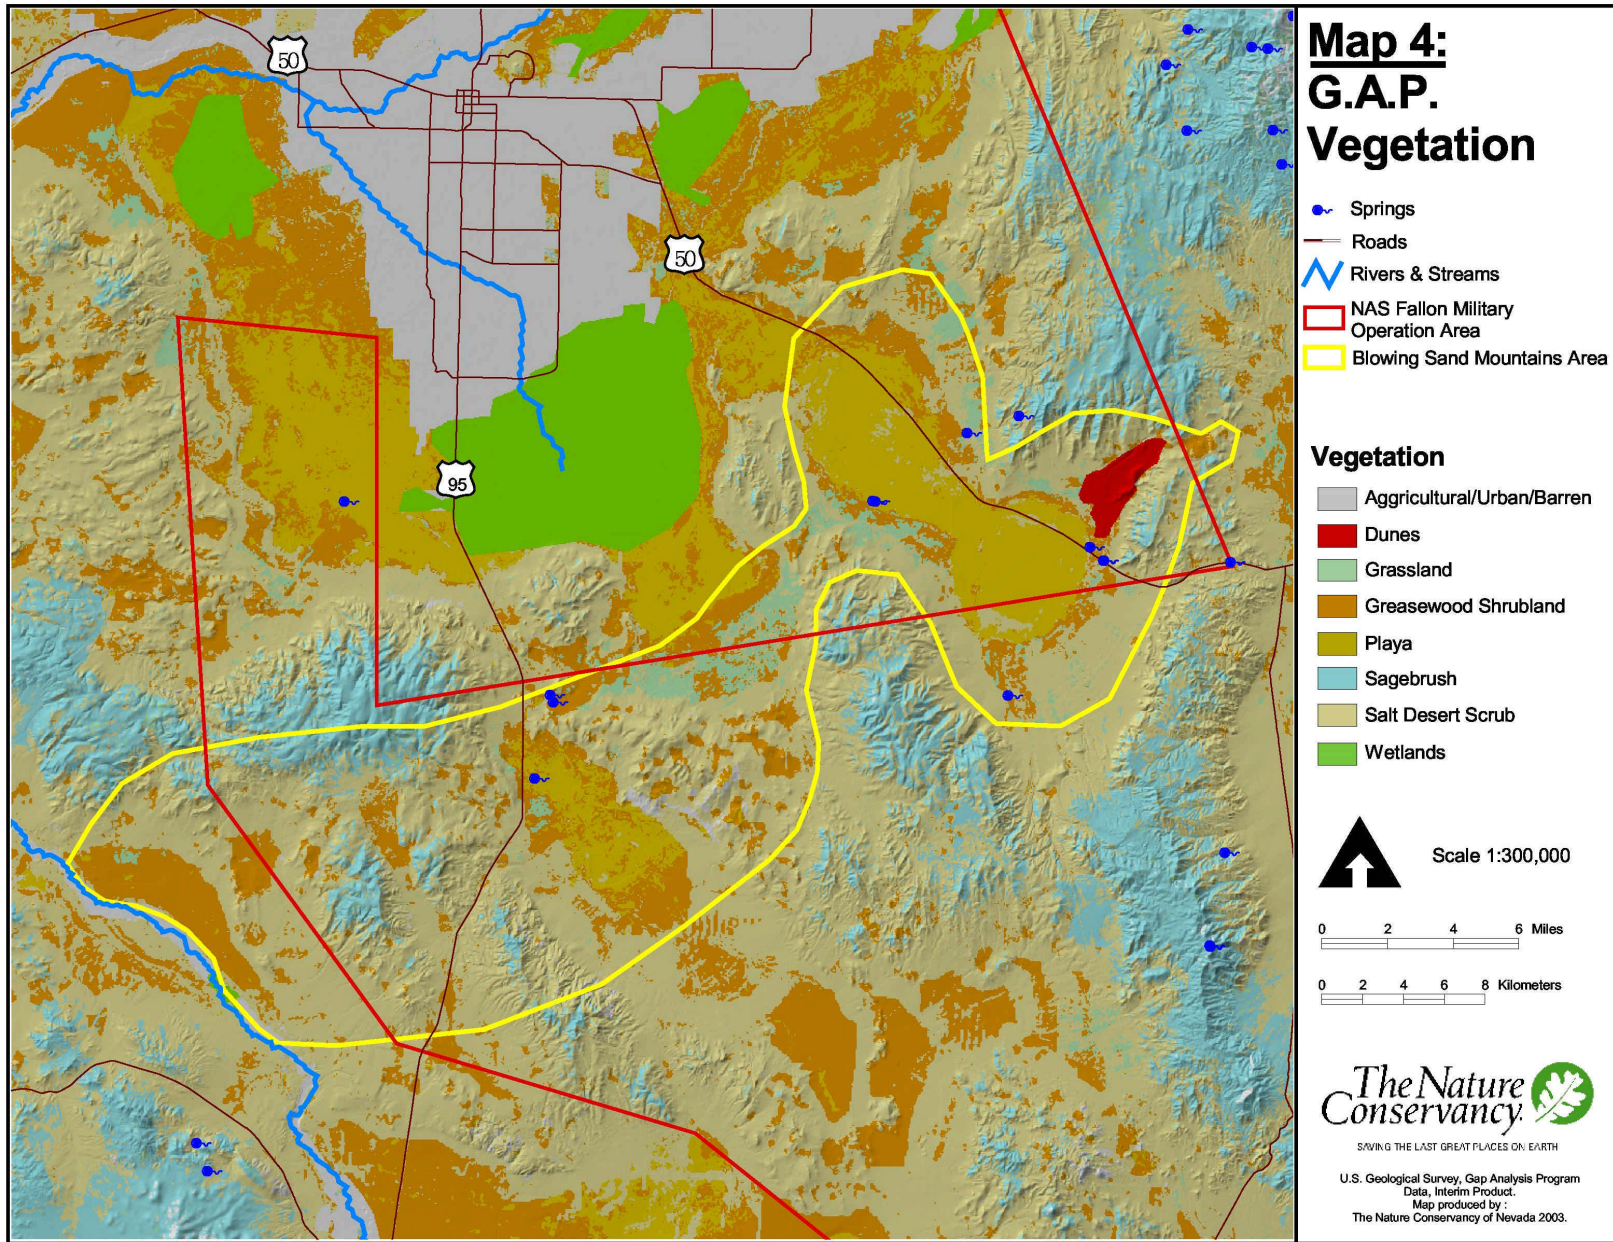 Map 4:
G.A.P.
Vegetation
Springs
Roads
Rivers & Streams
NAS Fallon Military
Operation Area
Blowing Sand Mountains Area
Vegetation
Aggricultural/Urban/Barren
Dunes
Grassland
Greasewood Shrubland
Playa
Sagebrush
Salt Desert Scrub
Wetlands
Scale 1:300,000
0 2 4 6 Miles
0 2 4 6 8 Kilometers
The Nature
Conservancy.
SAVING THE LAST GREAT PLACES ON EARTH
U.S. Geological Survey, Gap Analysis Program
Data, Interim Product.
Map produced by :
The Nature Conservancy of Nevada 2003.
50
50
95